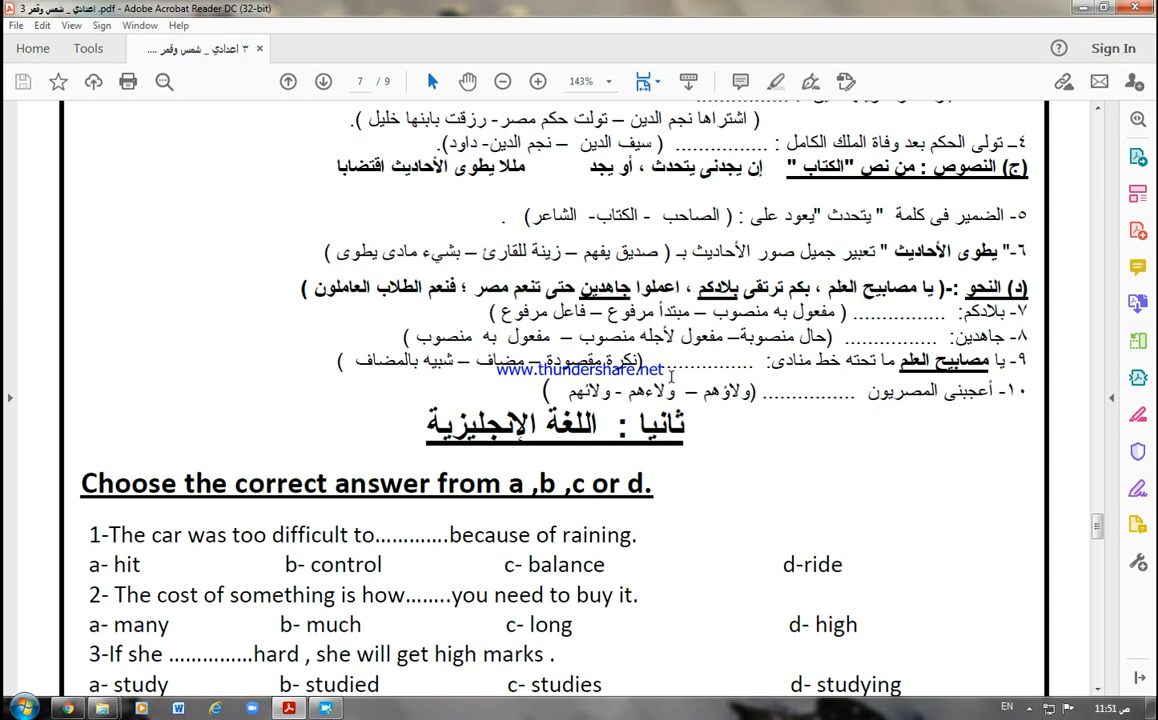 3 اعدادي _ شمس وقمر .pdf - Adobe Acrobat Reader DC (32-bit)
File Edit View Sign Window Help
Home Tools ٣ اعدادي _ شمس وقمر .... × Sign In
7 / 9 143%
( اشتراها نجم الدين – تولت حكم مصر- رزقت بابنها خليل ).
٤ـ تولى الحكم بعد وفاة الملك الكامل : ................ ( سيف الدين – نجم الدين- داود).
(ج) النصوص : من نص "الكتاب " إن يجدنى يتحدث ، أو يجد مللا يطوى الأحاديث اقتضابا
٥- الضمير فى كلمة " يتحدث "يعود على : ( الصاحب - الكتاب- الشاعر) .
٦-" يطوى الأحاديث " تعبير جميل صور الأحاديث بـ ( صديق يفهم – زينة للقارئ – بشيء مادى يطوى )
(د) النحو :-( يا مصابيح العلم ، بكم ترتقى بلادكم ، اعملوا جاهدين حتى تنعم مصر ؛ فنعم الطلاب العاملون )
٧- بلادكم: ................ ( مفعول به منصوب – مبتدأ مرفوع – فاعل مرفوع )
٨- جاهدين: ................ (حال منصوبة– مفعول لأجله منصوب – مفعول به منصوب )
٩- يا مصابيح العلم ما تحته خط منادى: ................ (نكرة مقصودة – مضاف – شبيه بالمضاف )
www.thundershare.net
١٠- أعجبنى المصريون ................ (ولاؤهم – ولاءهم - ولائهم )
ثانيا : اللغة الإنجليزية
Choose the correct answer from a ,b ,c or d.
1-The car was too difficult to.............because of raining.
a- hit b- control c- balance d-ride
2- The cost of something is how........you need to buy it.
a- many b- much c- long d- high
3-If she ...............hard , she will get high marks .
a- study b- studied c- studies d- studying
EN 11:51 ص